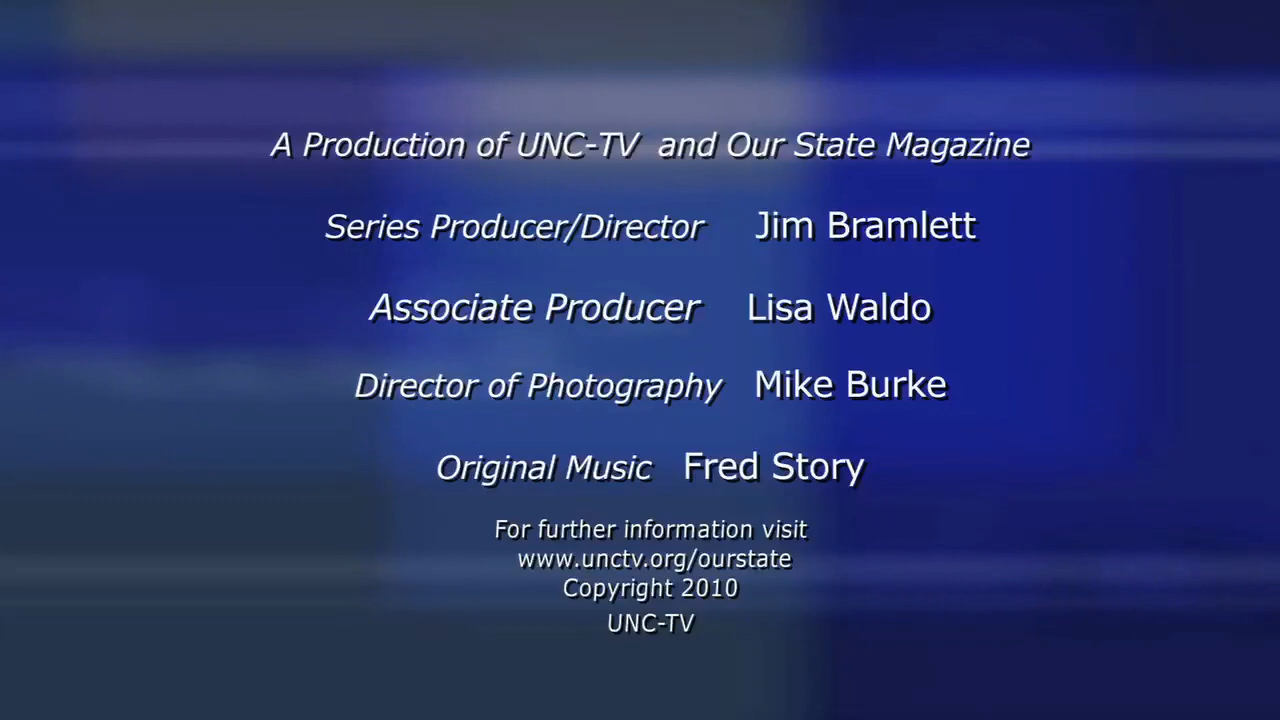 A Production of UNC-TV and Our State Magazine
Series Producer/Director Jim Bramlett
Associate Producer Lisa Waldo
Director of Photography Mike Burke
Original Music Fred Story
For further information visit
www.unctv.org/ourstate
Copyright 2010
UNC-TV